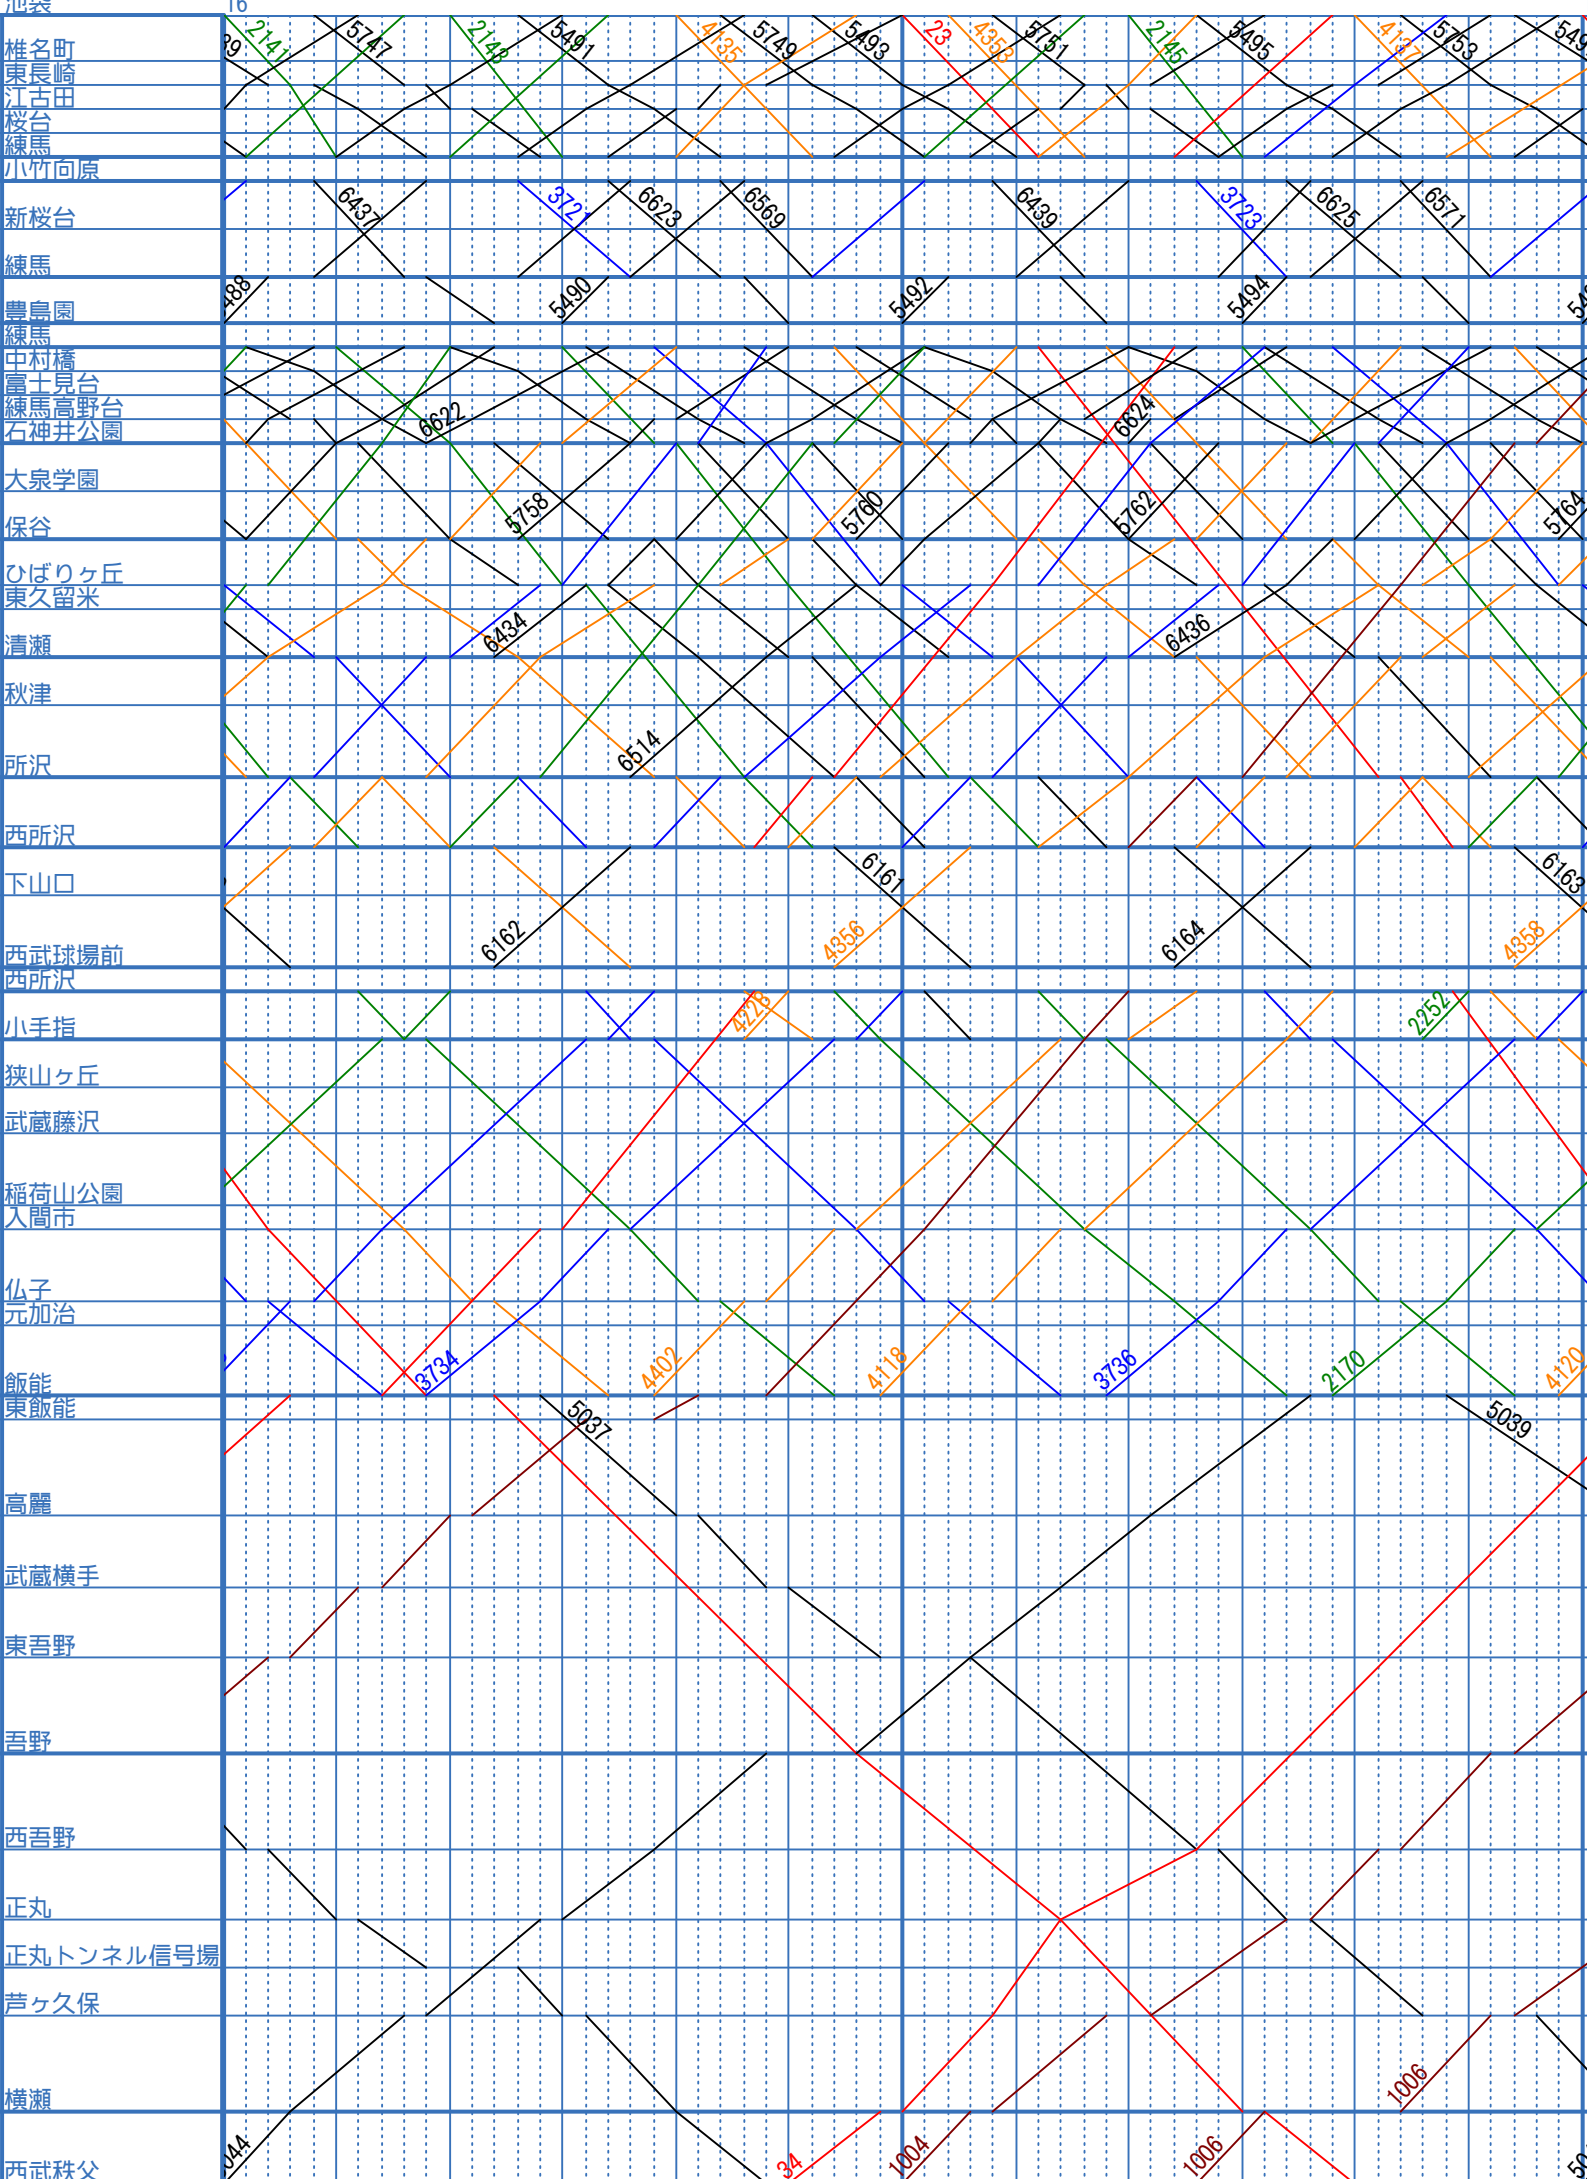 池袋 16
椎名町 39 2141 5747 2143 5491 4135 5749 5493 23 4353 5751 2145 5495 4137 5753
東長崎
江古田
桜台
練馬
小竹向原
新桜台 6437 3721 6623 6569 6439 3723 6625 6571
練馬
豊島園 488 5490 5492 5494
練馬
中村橋
富士見台
練馬高野台
石神井公園 6622 6624
大泉学園
保谷 5758 5760 5762 5764
ひばりヶ丘
東久留米
清瀬 6434 6436
秋津
所沢 6514
西所沢
下山口 6161 6163
西武球場前 6162 4356 6164 4358
西所沢
小手指 4228 2252
狭山ヶ丘
武蔵藤沢
稲荷山公園
入間市
仏子
元加治
飯能 3734 4402 4118 3736 2170 4120
東飯能 5037 5039
高麗
武蔵横手
東吾野
吾野
西吾野
正丸
正丸トンネル信号場
芦ヶ久保
横瀬 1006
西武秩父 044 34 1004 1006